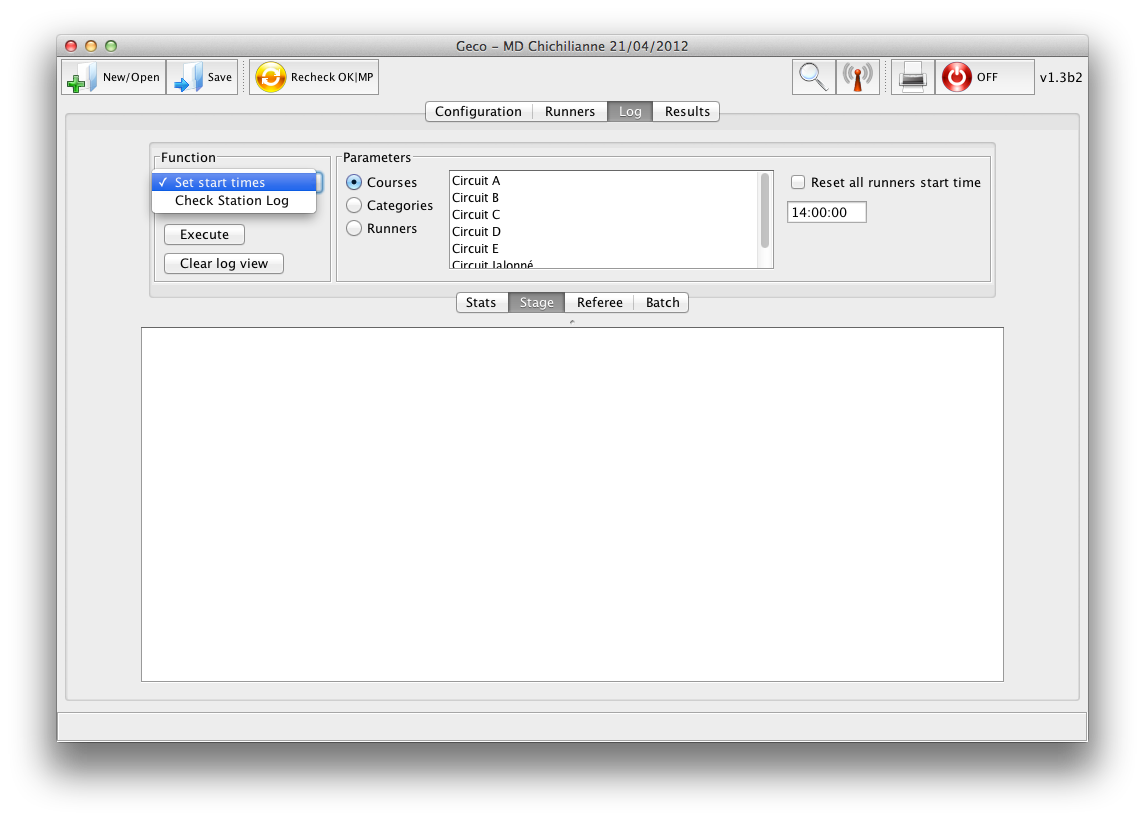 Geco - MD Chichilianne 21/04/2012
New/Open Save Recheck OK|MP OFF v1.3b2
Configuration Runners Log Results
Function
✓ Set start times
Check Station Log
Execute
Clear log view
Parameters
Courses
Categories
Runners
Circuit A
Circuit B
Circuit C
Circuit D
Circuit E
Circuit Jalonné
Reset all runners start time
14:00:00
Stats Stage Referee Batch